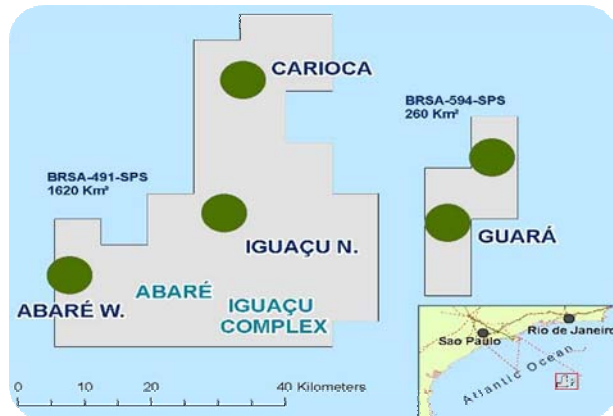 CARIOCA
BRSA-594-SPS
260 Km²
BRSA-491-SPS
1620 Km²
IGUAÇU N.
GUARÁ
ABARÉ
ABARÉ W.
IGUAÇU
COMPLEX
Rio de Janeiro
Sao Paulo
Atlantic Ocean
0 10 20 40 Kilometers